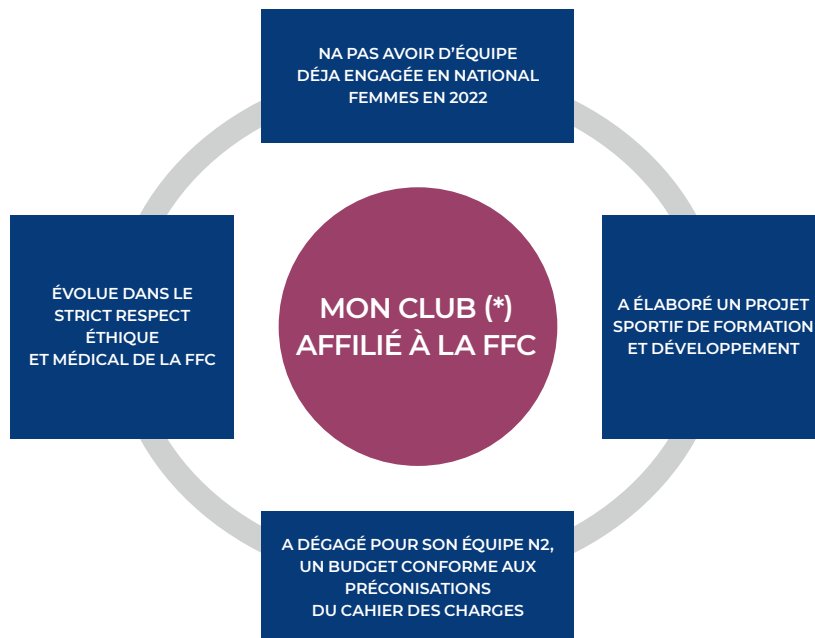 NA PAS AVOIR D'ÉQUIPE
DÉJA ENGAGÉE EN NATIONAL
FEMMES EN 2022
ÉVOLUE DANS LE
STRICT RESPECT
ÉTHIQUE
ET MÉDICAL DE LA FFC
MON CLUB (*)
AFFILIÉ À LA FFC
A ÉLABORÉ UN PROJET
SPORTIF DE FORMATION
ET DÉVELOPPEMENT
A DÉGAGÉ POUR SON ÉQUIPE N2,
UN BUDGET CONFORME AUX
PRÉCONISATIONS
DU CAHIER DES CHARGES